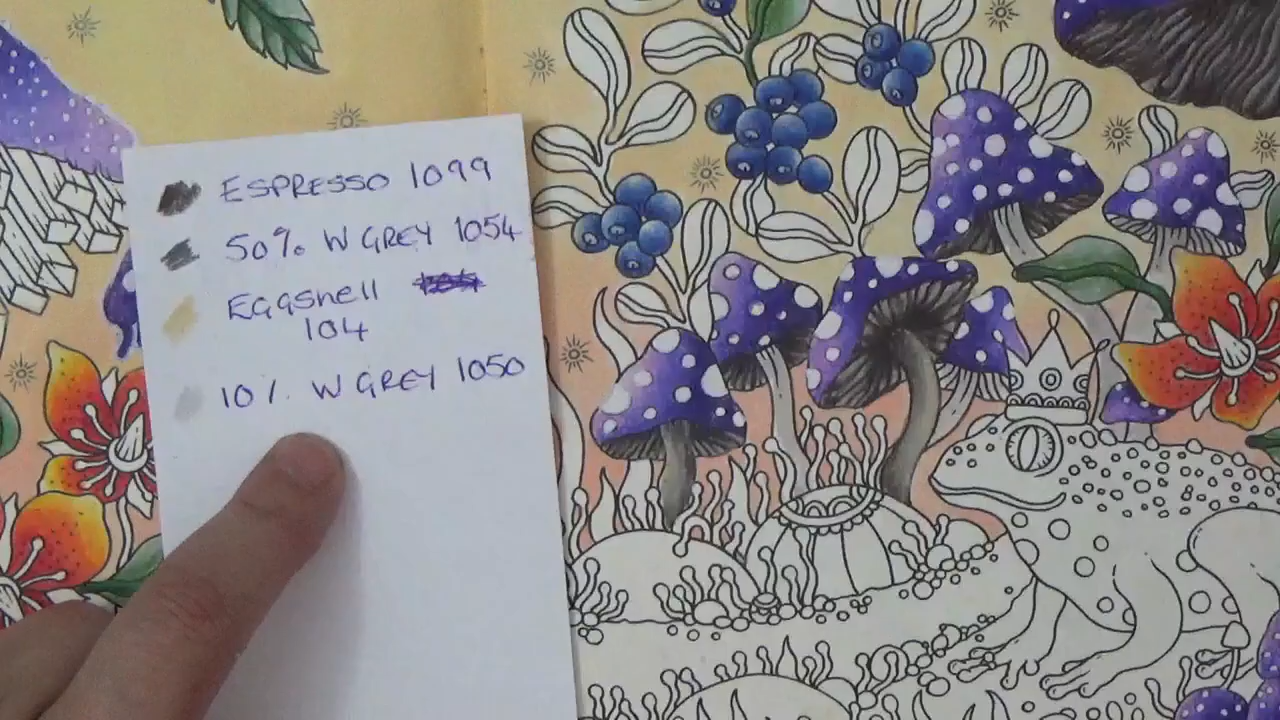 ESPRESSO 1099
50% W GREY 1054
EGGshell
104
10%. W GREY 1050